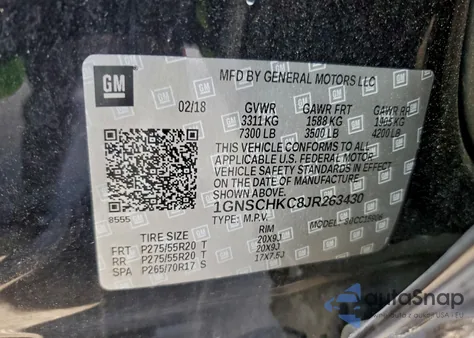 GM
MFD BY GENERAL MOTORS LLC
02/18 GVWR GAWR FRT GAWR RR
3311 KG 1588 KG KG
7300 LB 3500 LB 4200 LB
THIS VEHICLE CONFORMS TO ALL
APPLICABLE U.S. FEDERAL MOTOR
VEHICLE SAFETY STANDARDS IN EFFECT
ON THE DATE OF MANUFACTURE
SHOWN ABOVE.
1GNSCHKC8JR263430
8555 TYPE: M.P.V. MODEL:
TIRE SIZE RIM
FRT P275/55R20 T 20X9J
RR P275/55R20 T 20X9J
SPA P265/70R17 S 17X7.5J
autaSnap